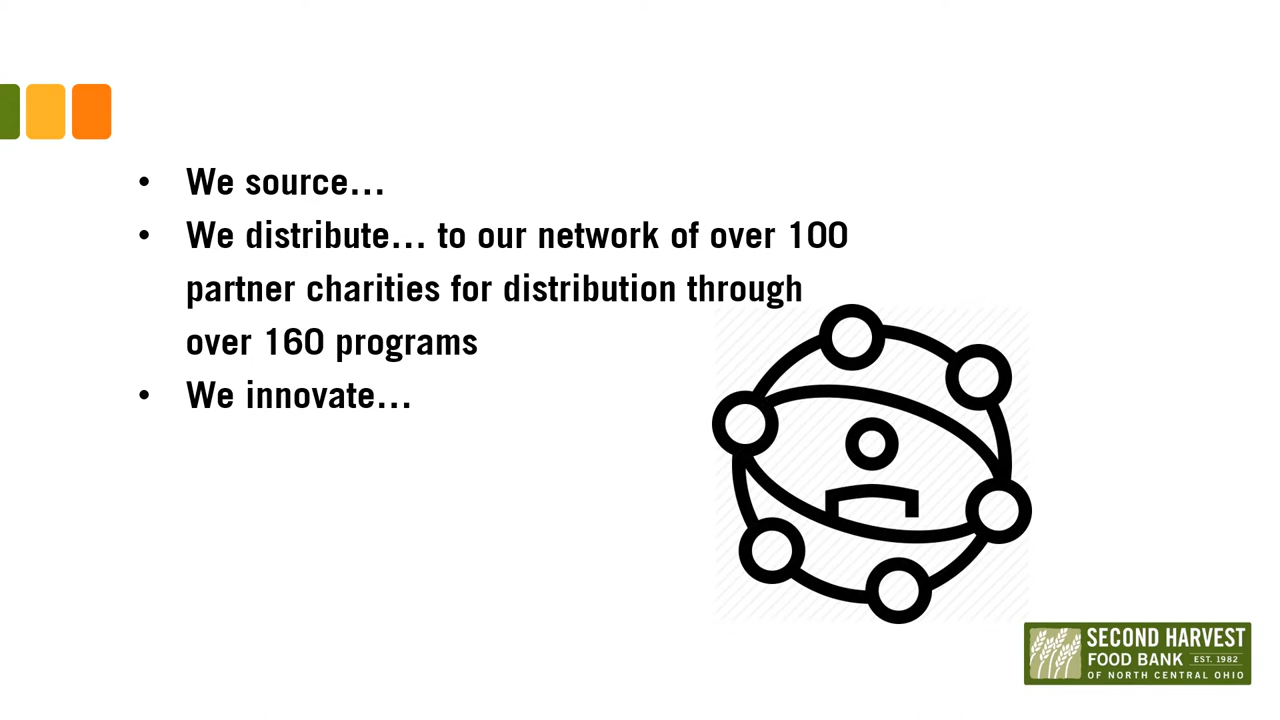 • We source...
• We distribute... to our network of over 100
partner charities for distribution through
over 160 programs
• We innovate...
SECOND HARVEST
FOOD BANK EST. 1982
OF NORTH CENTRAL OHIO